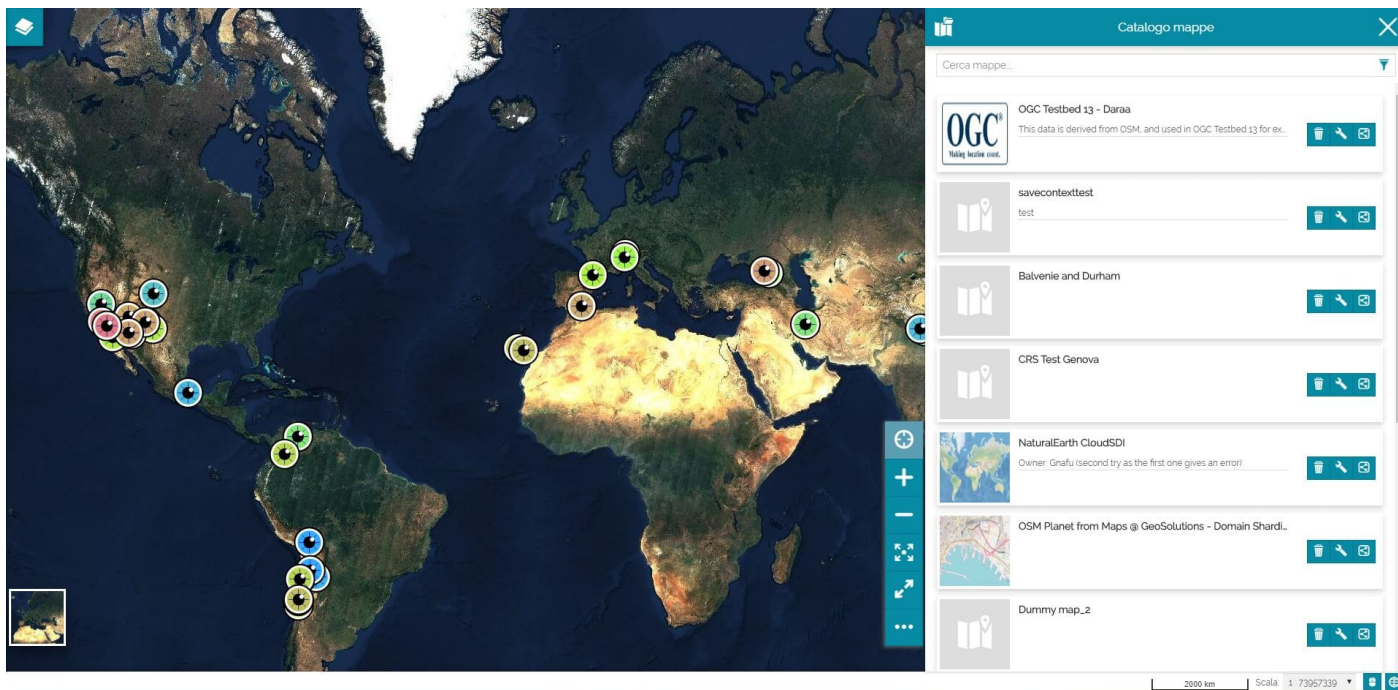 Catalogo mappe
Cerca mappe...
OGC®
Making location count.
OGC Testbed 13 - Daraa
This data is derived from OSM, and used in OGC Testbed 13 for ex...
savecontexttest
test
Balvenie and Durham
CRS Test Genova
NaturalEarth CloudSDI
Owner: Gnafu (second try as the first one gives an error)
OSM Planet from Maps @ GeoSolutions - Domain Shardi...
Dummy map_2
2000 km
Scala: 1 : 73957339